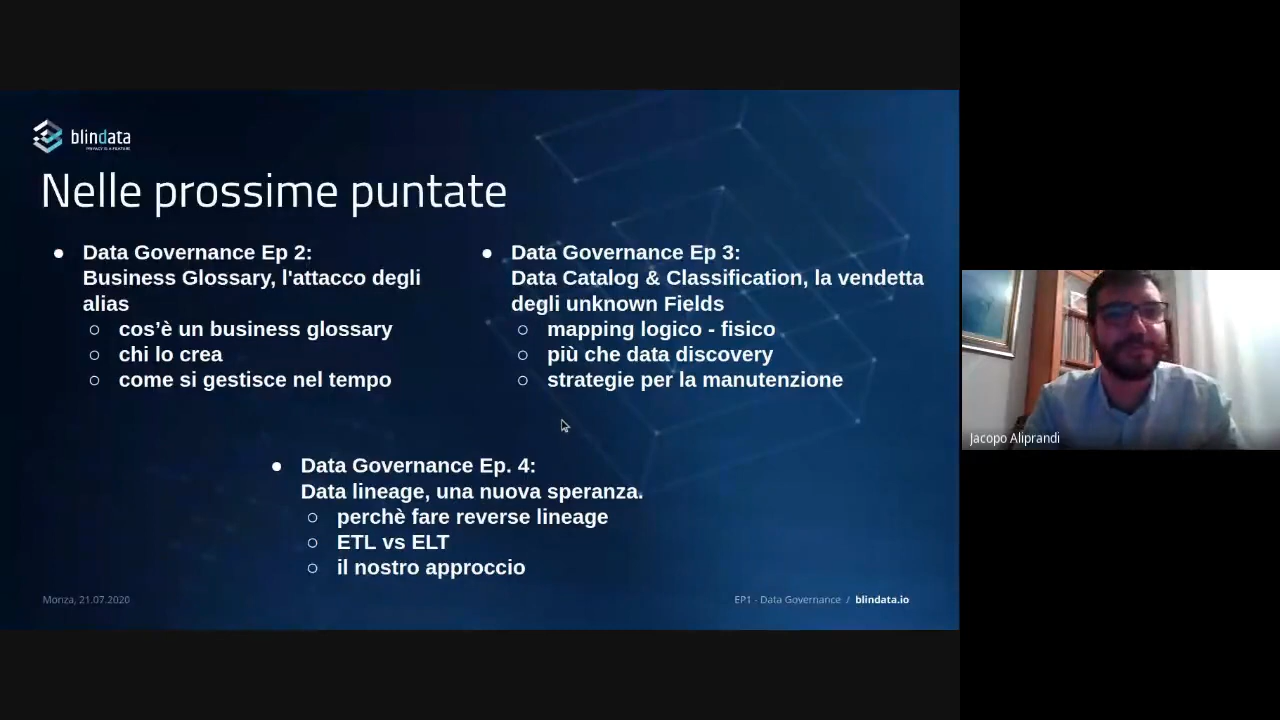 blindata
PRIVACY IS A FEATURE
Nelle prossime puntate
● Data Governance Ep 2:
Business Glossary, l'attacco degli
alias
○ cos’è un business glossary
○ chi lo crea
○ come si gestisce nel tempo
● Data Governance Ep 3:
Data Catalog & Classification, la vendetta
degli unknown Fields
○ mapping logico - fisico
○ più che data discovery
○ strategie per la manutenzione
● Data Governance Ep. 4:
Data lineage, una nuova speranza.
○ perchè fare reverse lineage
○ ETL vs ELT
○ il nostro approccio
Monza, 21.07.2020
EP1 - Data Governance / blindata.io
Jacopo Aliprandi